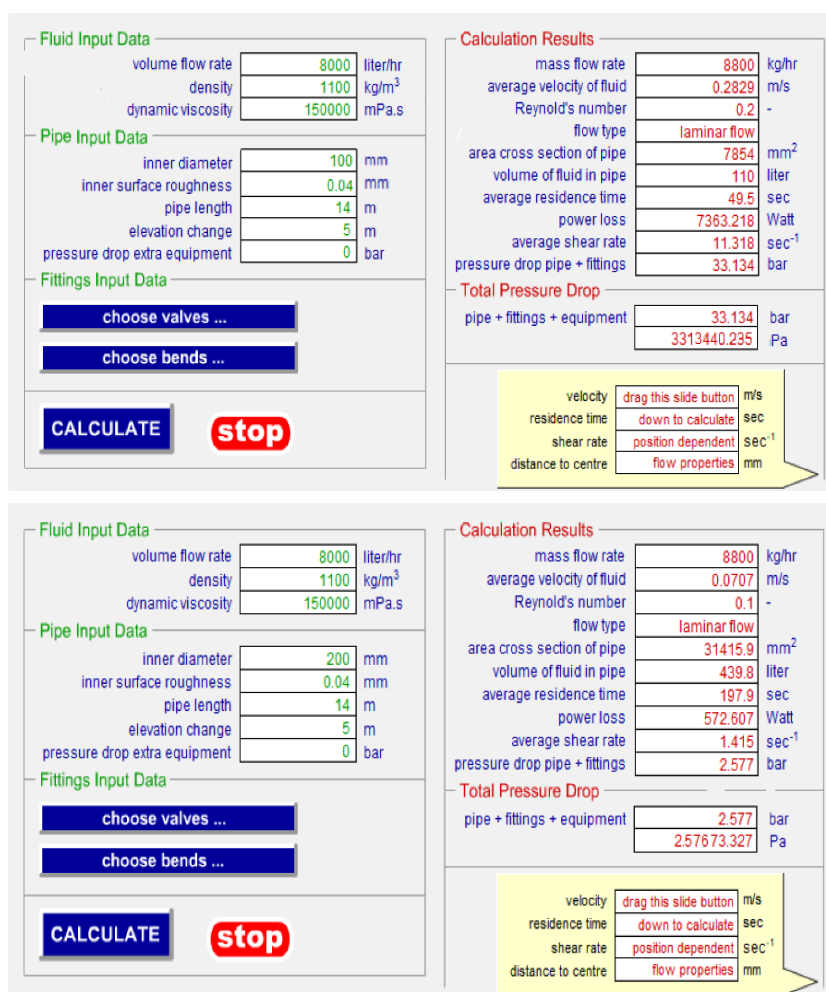 Fluid Input Data
volume flow rate 8000 liter/hr
density 1100 kg/m³
dynamic viscosity 150000 mPa.s
Pipe Input Data
inner diameter 100 mm
inner surface roughness 0.04 mm
pipe length 14 m
elevation change 5 m
pressure drop extra equipment 0 bar
Fittings Input Data
choose valves ...
choose bends ...
CALCULATE stop
Calculation Results
mass flow rate 8800 kg/hr
average velocity of fluid 0.2829 m/s
Reynold's number 0.2 -
flow type laminar flow
area cross section of pipe 7854 mm²
volume of fluid in pipe 110 liter
average residence time 49.5 sec
power loss 7363.218 Watt
average shear rate 11.318 sec⁻¹
pressure drop pipe + fittings 33.134 bar
Total Pressure Drop
pipe + fittings + equipment 33.134 bar
3313440.235 Pa
velocity drag this slide button m/s
residence time down to calculate sec
shear rate position dependent sec⁻¹
distance to centre flow properties mm
Fluid Input Data
volume flow rate 8000 liter/hr
density 1100 kg/m³
dynamic viscosity 150000 mPa.s
Pipe Input Data
inner diameter 200 mm
inner surface roughness 0.04 mm
pipe length 14 m
elevation change 5 m
pressure drop extra equipment 0 bar
Fittings Input Data
choose valves ...
choose bends ...
CALCULATE stop
Calculation Results
mass flow rate 8800 kg/hr
average velocity of fluid 0.0707 m/s
Reynold's number 0.1 -
flow type laminar flow
area cross section of pipe 31415.9 mm²
volume of fluid in pipe 439.8 liter
average residence time 197.9 sec
power loss 572.607 Watt
average shear rate 1.415 sec⁻¹
pressure drop pipe + fittings 2.577 bar
Total Pressure Drop
pipe + fittings + equipment 2.577 bar
2.57673.327 Pa
velocity drag this slide button m/s
residence time down to calculate sec
shear rate position dependent sec⁻¹
distance to centre flow properties mm